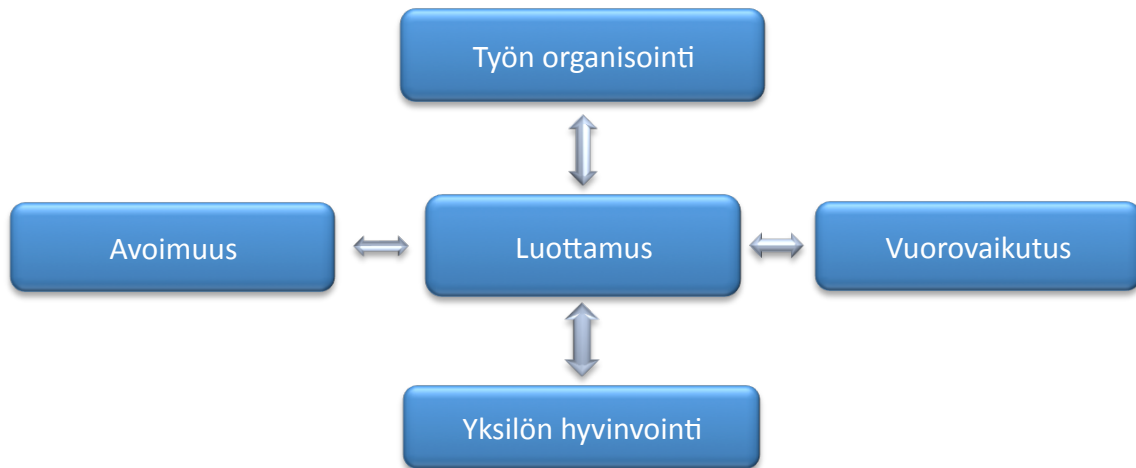 Työn organisointi
Avoimuus
Luottamus
Vuorovaikutus
Yksilön hyvinvointi